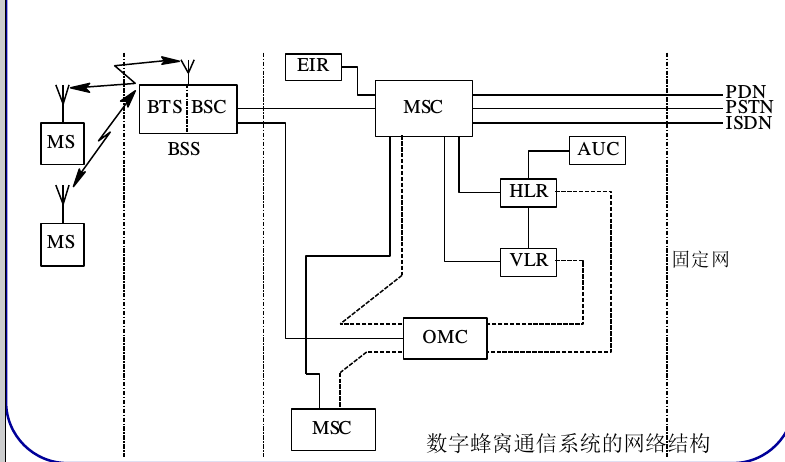 EIR
PDN
BTS BSC
MSC
PSTN
ISDN
MS
BSS
AUC
HLR
MS
VLR
固定网
OMC
MSC
数字蜂窝通信系统的网络结构